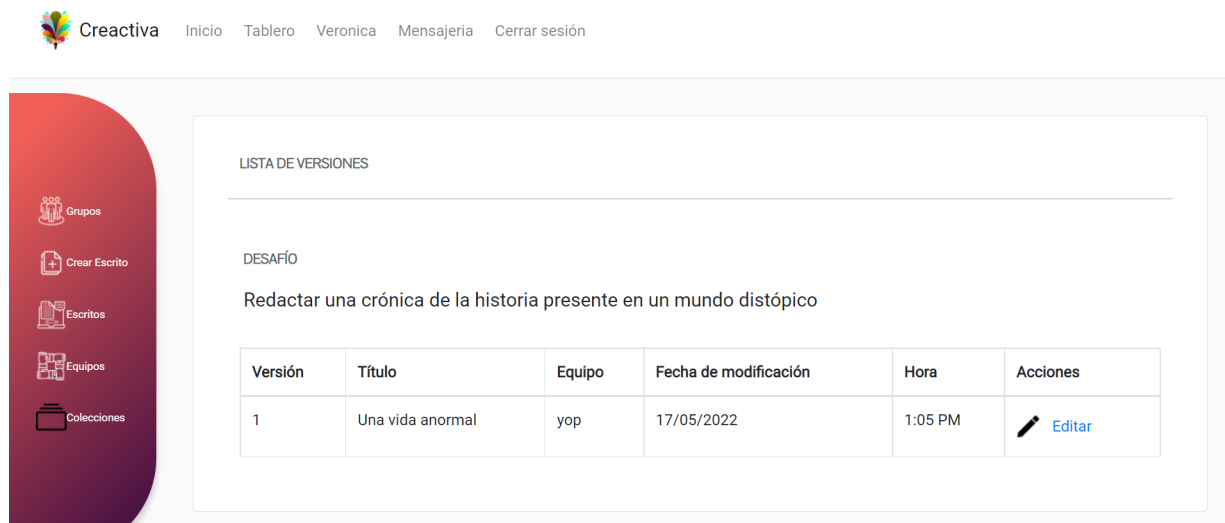 Creactiva Inicio Tablero Veronica Mensajeria Cerrar sesión
Grupos
Crear Escrito
Escritos
Equipos
Colecciones
LISTA DE VERSIONES
DESAFÍO
Redactar una crónica de la historia presente en un mundo distópico
Versión Título Equipo Fecha de modificación Hora Acciones
1 Una vida anormal yop 17/05/2022 1:05 PM Editar